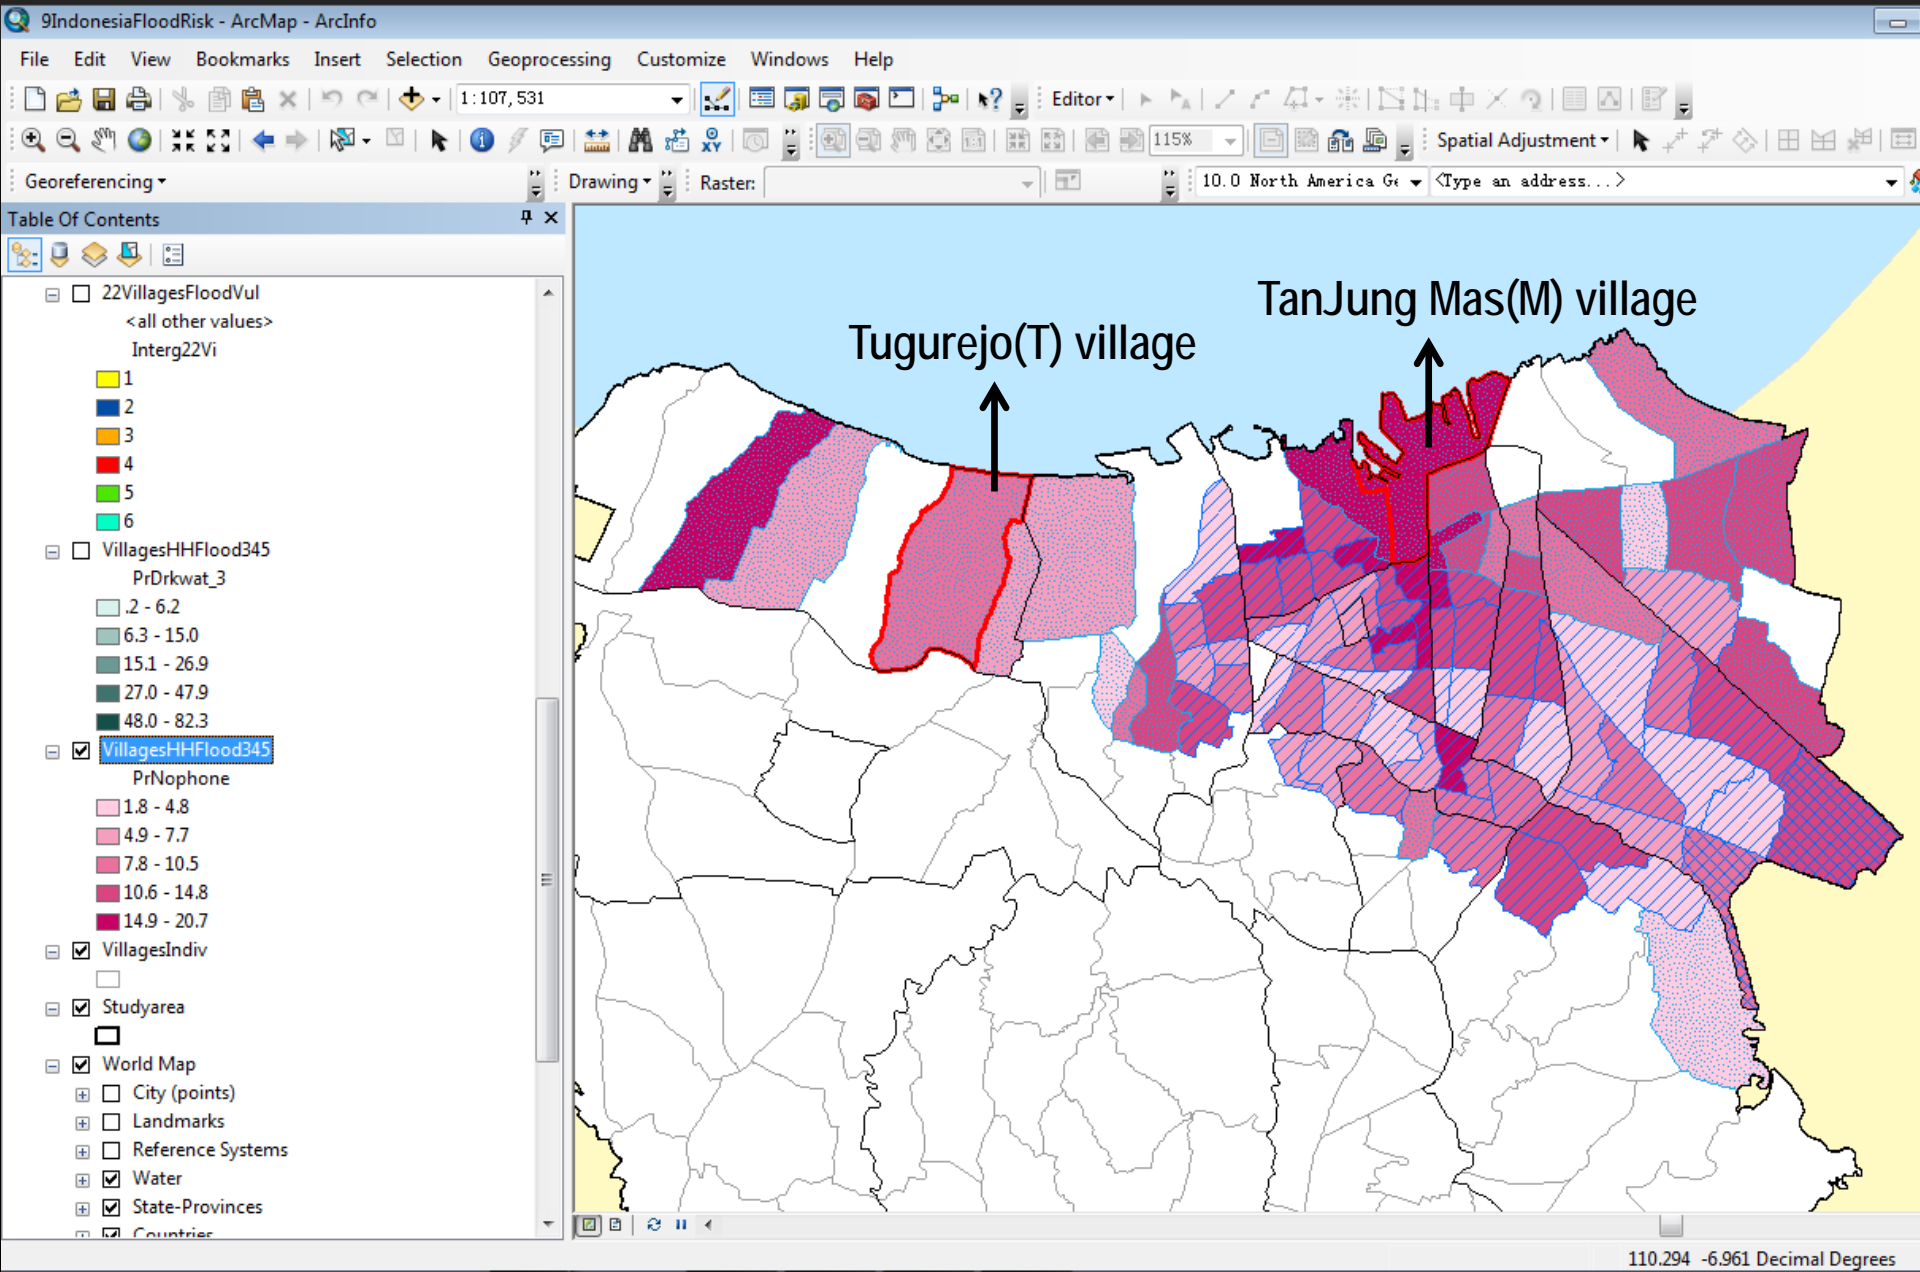 9IndonesiaFloodRisk - ArcMap - ArcInfo
File Edit View Bookmarks Insert Selection Geoprocessing Customize Windows Help
1:107,531
Editor
115%
Spatial Adjustment
Georeferencing
Drawing
Raster:
10.0 North America Ge
<Type an address...>
Table Of Contents
22VillagesFloodVul
<all other values>
Interg22Vi
1
2
3
4
5
6
VillagesHHFlood345
PrDrkwat_3
.2 - 6.2
6.3 - 15.0
15.1 - 26.9
27.0 - 47.9
48.0 - 82.3
VillagesHHFlood345
PrNophone
1.8 - 4.8
4.9 - 7.7
7.8 - 10.5
10.6 - 14.8
14.9 - 20.7
VillagesIndiv
Studyarea
World Map
City (points)
Landmarks
Reference Systems
Water
State-Provinces
Countries
Tugurejo(T) village
TanJung Mas(M) village
110.294 -6.961 Decimal Degrees